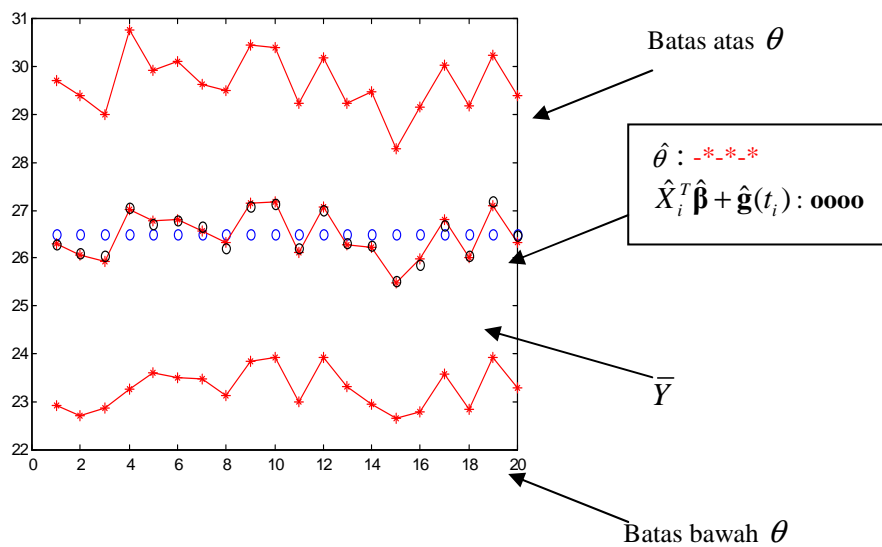 31
30
29
28
27
26
25
24
23
22
0 2 4 6 8 10 12 14 16 18 20
Batas atas θ
θ̂ : -*-*-*
X̂ᵢᵀ β̂ + ĝ(tᵢ) : oooo
Y̅
Batas bawah θ